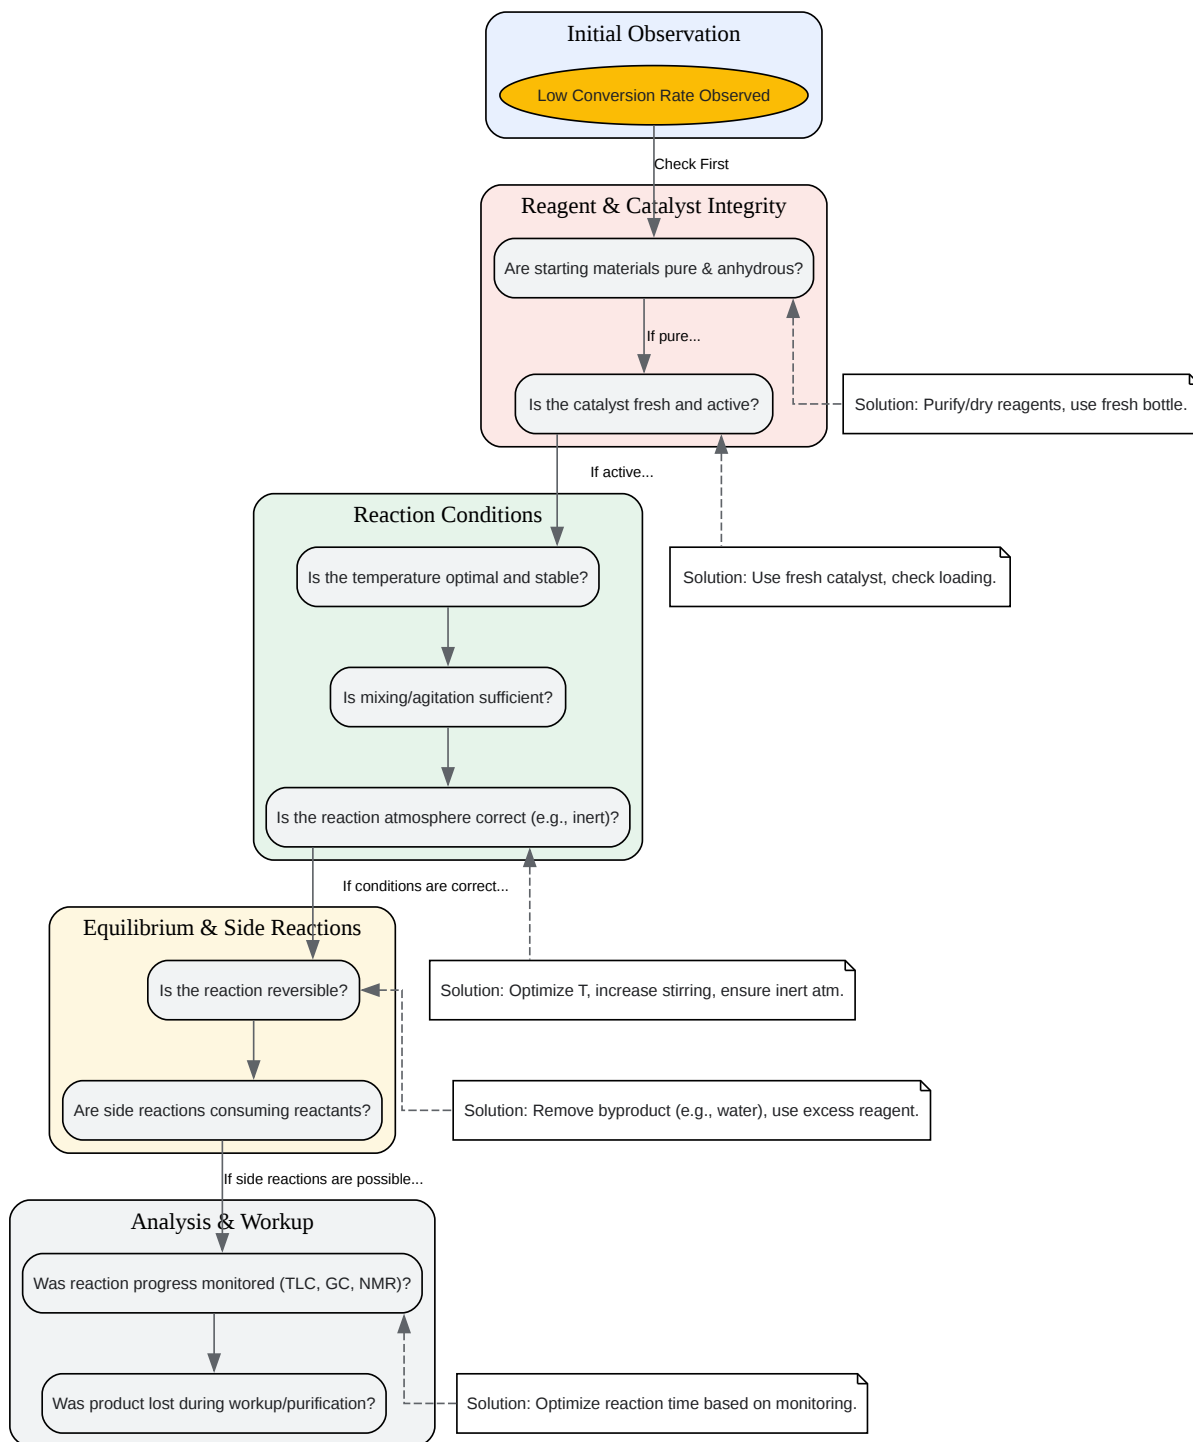 Initial Observation
Low Conversion Rate Observed
Check First
Reagent & Catalyst Integrity
Are starting materials pure & anhydrous?
If pure...
Is the catalyst fresh and active?
Solution: Purify/dry reagents, use fresh bottle.
If active...
Reaction Conditions
Is the temperature optimal and stable?
Solution: Use fresh catalyst, check loading.
Is mixing/agitation sufficient?
Is the reaction atmosphere correct (e.g., inert)?
If conditions are correct...
Equilibrium & Side Reactions
Is the reaction reversible?
Solution: Optimize T, increase stirring, ensure inert atm.
Are side reactions consuming reactants?
Solution: Remove byproduct (e.g., water), use excess reagent.
If side reactions are possible...
Analysis & Workup
Was reaction progress monitored (TLC, GC, NMR)?
Was product lost during workup/purification?
Solution: Optimize reaction time based on monitoring.